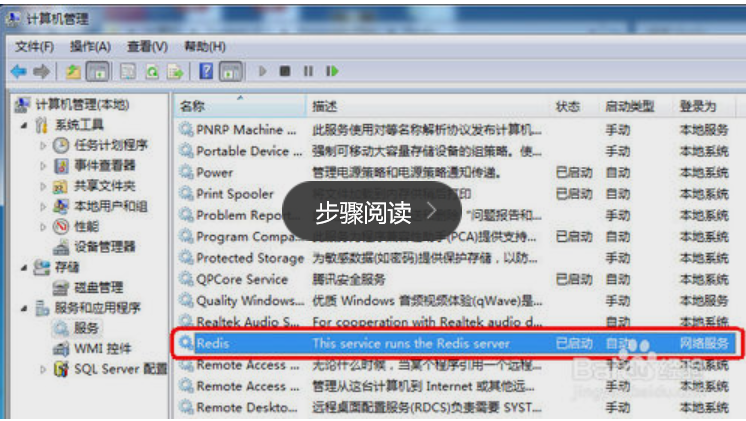 计算机管理
文件(F) 操作(A) 查看(V) 帮助(H)
计算机管理(本地)
系统工具
任务计划程序
事件查看器
共享文件夹
本地用户和组
性能
设备管理器
存储
磁盘管理
服务和应用程序
服务
WMI 控件
SQL Server 配置
名称 描述 状态 启动类型 登录为
PNRP Machine ... 此服务使用对等名称解析协议发布计算机... 手动 本地服务
Portable Device ... 强制可移动大容量存储设备的组策略。使... 手动 本地系统
Power 管理电源策略和电源策略通知传递。 已启动 自动 本地系统
Print Spooler 打印 已启动 自动 本地系统
Problem Repor... "问题报告和... 手动 本地系统
Program Compa... (PCA)提供支持... 已启动 自动 本地系统
Protected Storage 为敏感数据(如密码)提供保护存储，以防... 手动 本地系统
QPCore Service 腾讯安全服务 已启动 自动 本地系统
Quality Windows... 优质 Windows 音频视频体验(qWave)是... 手动 本地服务
Realtek Audio S... For cooperation with Realtek audio d... 自动 本地系统
Redis This service runs the Redis server 已启动 自动 网络服务
Remote Access ... 无论什么时候，当某个程序引用一个远程... 手动 本地系统
Remote Access ... 管理从这台计算机到 Internet 或其他远... 手动 本地系统
Remote Deskto... 远程桌面配置服务(RDCS)负责需要 SYST... 手动 本地系统
步骤阅读